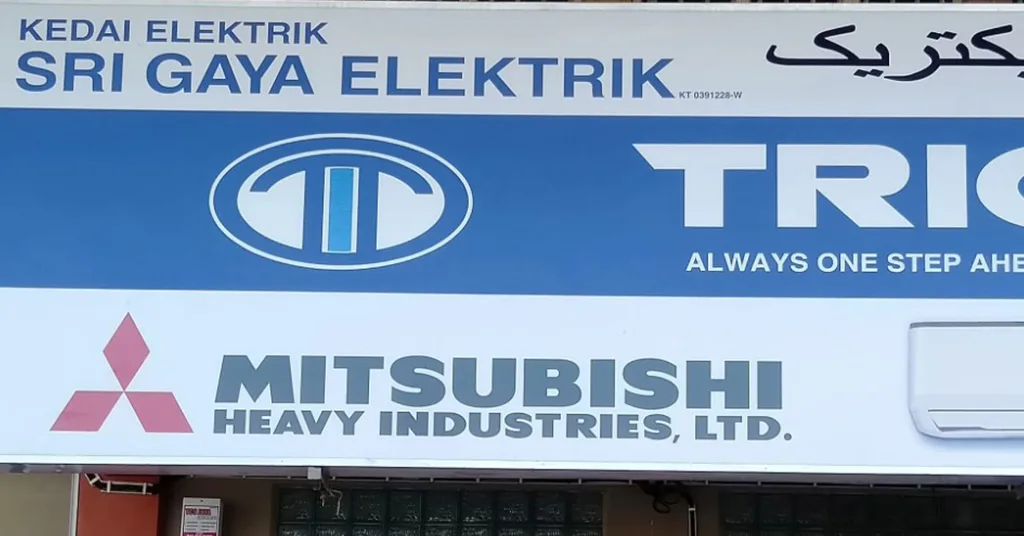 KEDAI ELEKTRIK
SRI GAYA ELEKTRIK
KT 0391228-W
ALWAYS ONE STEP
MITSUBISHI
HEAVY INDUSTRIES, LTD.